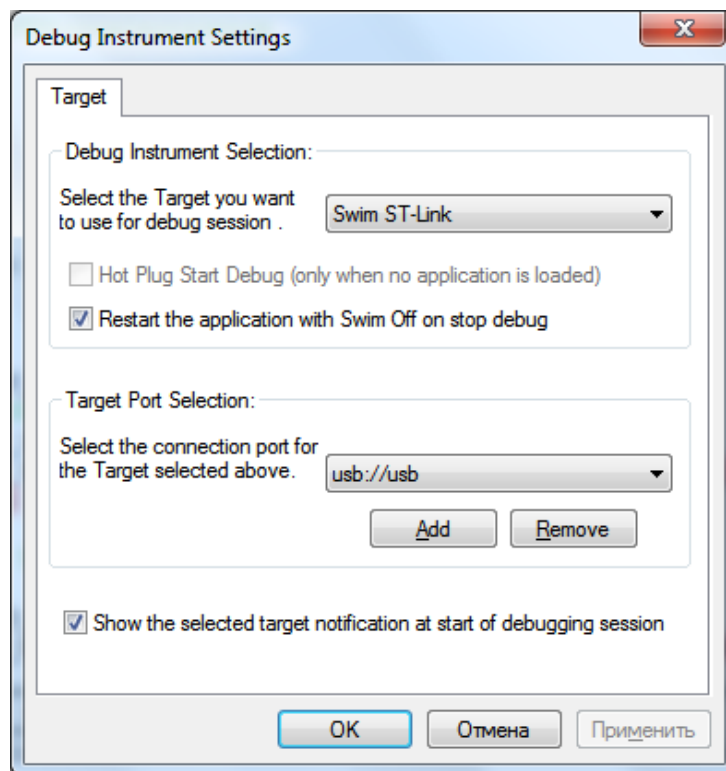 Debug Instrument Settings
Target
Debug Instrument Selection:
Select the Target you want
to use for debug session .
Swim ST-Link
Hot Plug Start Debug (only when no application is loaded)
Restart the application with Swim Off on stop debug
Target Port Selection:
Select the connection port for
the Target selected above.
usb://usb
Add
Remove
Show the selected target notification at start of debugging session
OK
Отмена
Применить